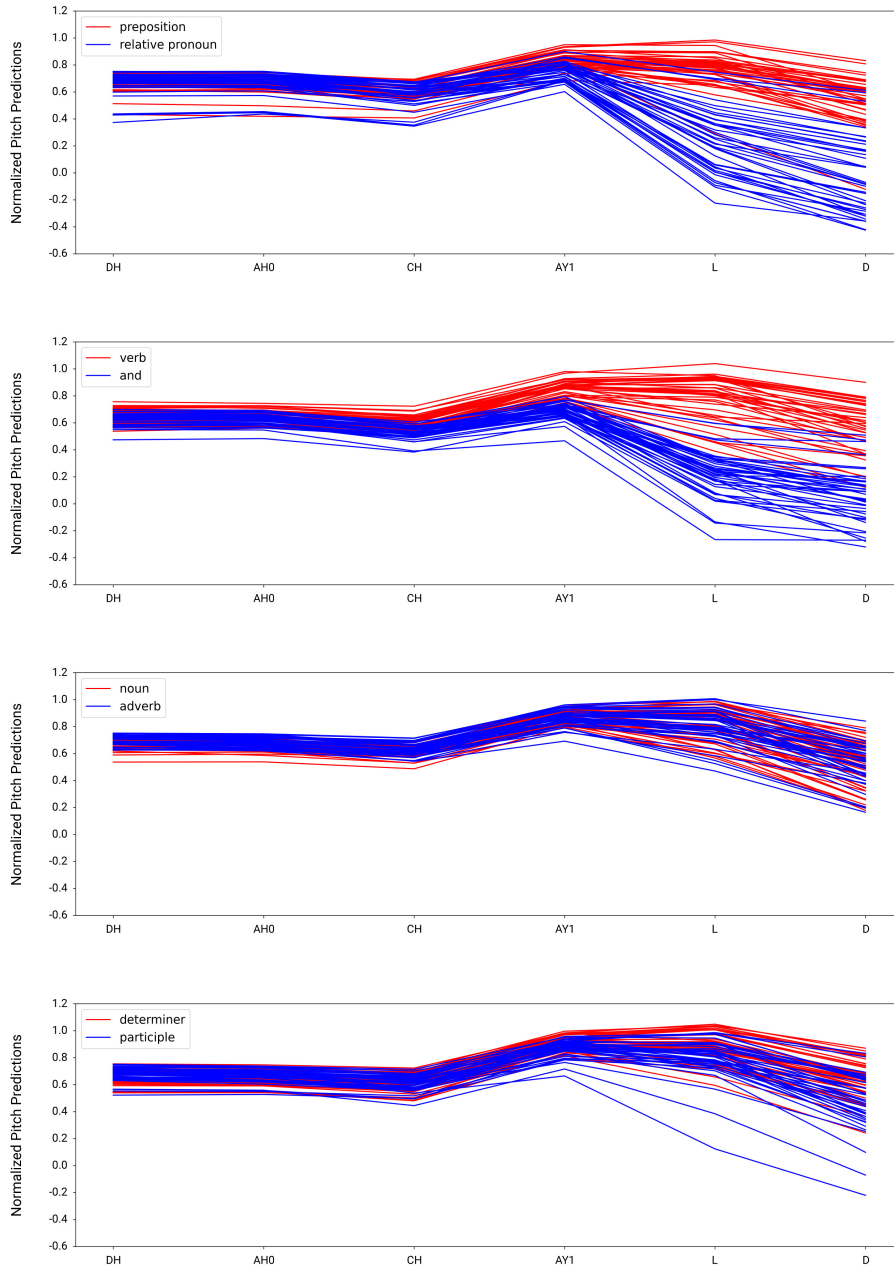 preposition
relative pronoun
Normalized Pitch Predictions
1.2
1.0
0.8
0.6
0.4
0.2
0.0
-0.2
-0.4
-0.6
DH AH0 CH AY1 L D
verb
and
Normalized Pitch Predictions
1.2
1.0
0.8
0.6
0.4
0.2
0.0
-0.2
-0.4
-0.6
DH AH0 CH AY1 L D
noun
adverb
Normalized Pitch Predictions
1.2
1.0
0.8
0.6
0.4
0.2
0.0
-0.2
-0.4
-0.6
DH AH0 CH AY1 L D
determiner
participle
Normalized Pitch Predictions
1.2
1.0
0.8
0.6
0.4
0.2
0.0
-0.2
-0.4
-0.6
DH AH0 CH AY1 L D